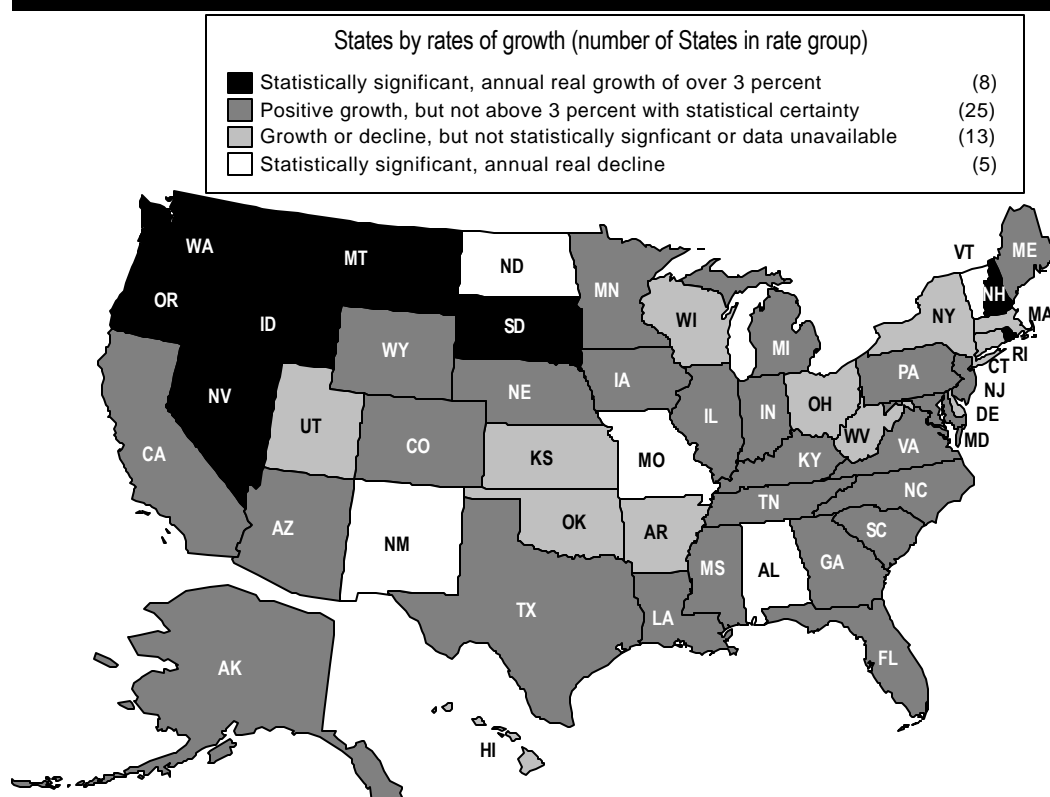 States by rates of growth (number of States in rate group)
Statistically significant, annual real growth of over 3 percent (8)
Positive growth, but not above 3 percent with statistical certainty (25)
Growth or decline, but not statistically signficant or data unavailable (13)
Statistically significant, annual real decline (5)
WA
MT
ND
MN
VT
ME
OR
ID
SD
WI
NY
NH
MA
WY
MI
RI
CT
NV
NE
IA
PA
NJ
UT
CO
IL
IN
OH
DE
CA
KS
MO
WV
VA
MD
KY
AZ
NM
OK
AR
TN
NC
SC
MS
AL
GA
TX
LA
AK
FL
HI